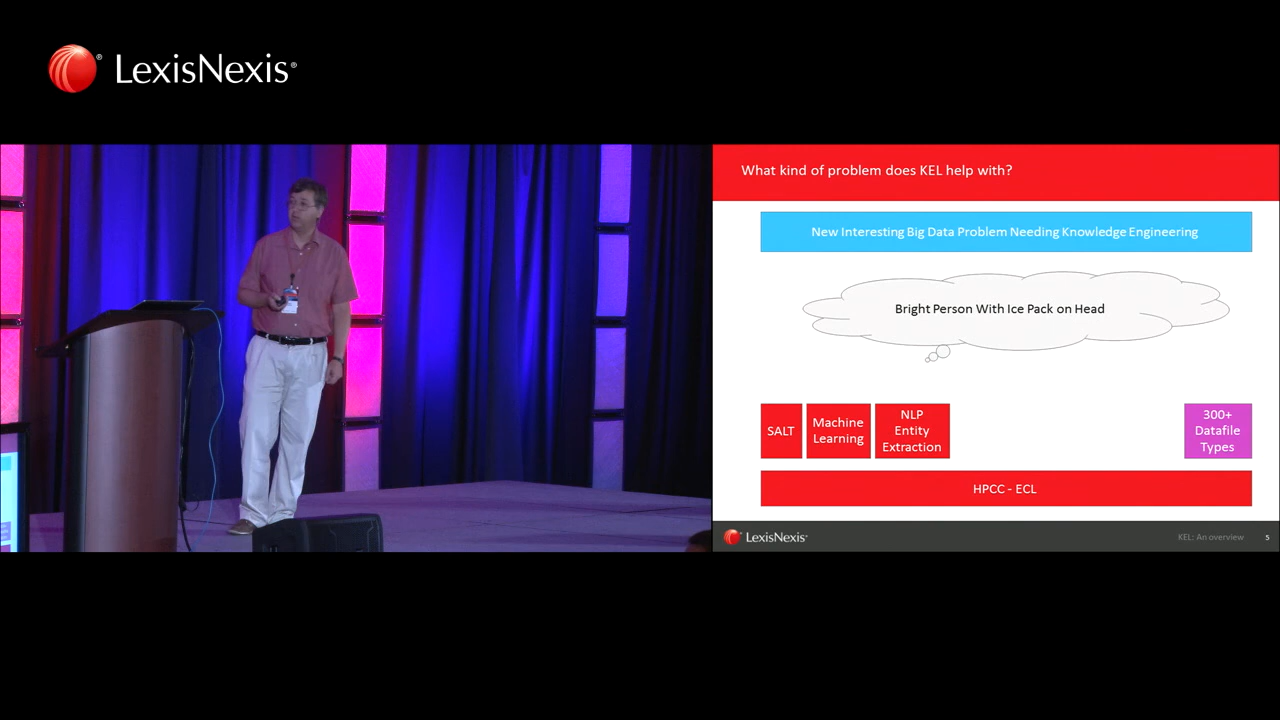 LexisNexis®
What kind of problem does KEL help with?
New Interesting Big Data Problem Needing Knowledge Engineering
Bright Person With Ice Pack on Head
SALT
Machine
Learning
NLP
Entity
Extraction
300+
Datafile
Types
HPCC - ECL
LexisNexis®
KEL: An overview
5